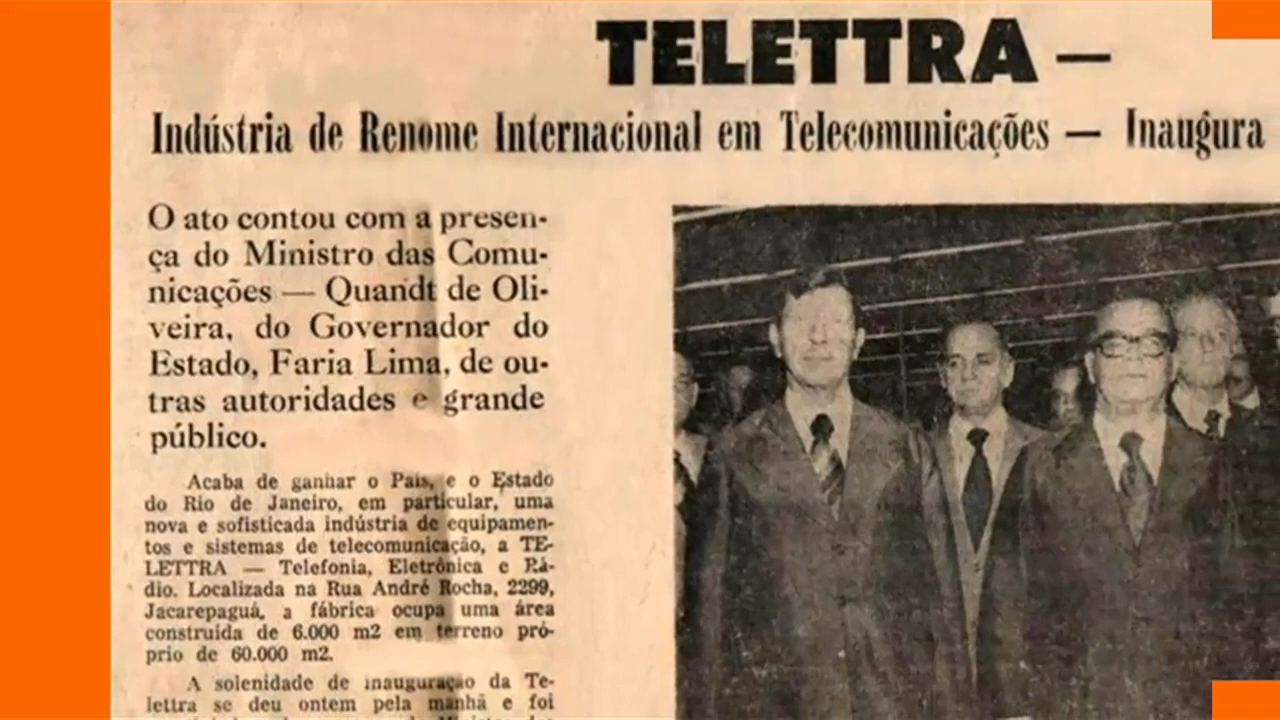 TELETTRA —
Indústria de Renome Internacional em Telecomunicações — Inaugura
O ato contou com a presen-
ça do Ministro das Comu-
nicações — Quandt de Oli-
veira, do Governador do
Estado, Faria Lima, de ou-
tras autoridades e grande
público.
Acaba de ganhar o País, e o Estado
do Rio de Janeiro, em particular, uma
nova e sofisticada indústria de equipamen-
tos e sistemas de telecomunicação, a TE-
LETTRA — Telefonia, Eletrônica e Rá-
dio. Localizada na Rua André Rocha, 2299,
Jacarepaguá, a fábrica ocupa uma área
construída de 6.000 m2 em terreno pró-
prio de 60.000 m2.
A solenidade de inauguração da Te-
lettra se deu ontem pela manhã e foi